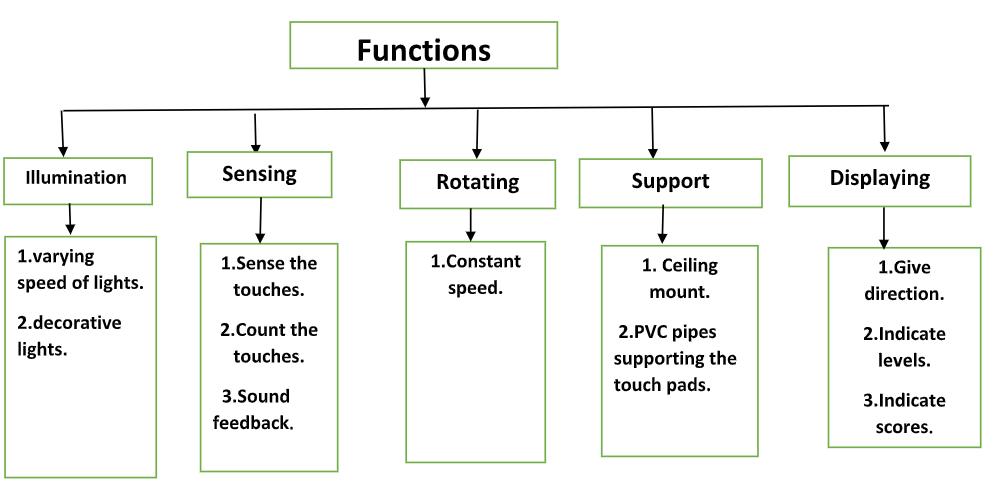 Functions
Illumination
Sensing
Rotating
Support
Displaying
1.varying
speed of lights.
2.decorative
lights.
1.Sense the
touches.
2.Count the
touches.
3.Sound
feedback.
1.Constant
speed.
1. Ceiling
mount.
2.PVC pipes
supporting the
touch pads.
1.Give
direction.
2.Indicate
levels.
3.Indicate
scores.